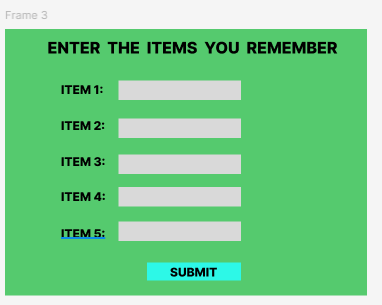 Frame 3
ENTER THE ITEMS YOU REMEMBER
ITEM 1:
ITEM 2:
ITEM 3:
ITEM 4:
ITEM 5:
SUBMIT